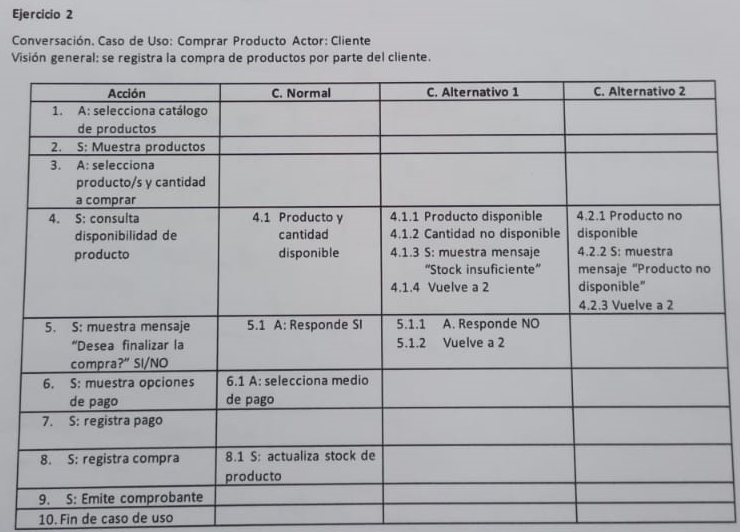 Ejercicio 2
Conversación. Caso de Uso: Comprar Producto Actor: Cliente
Visión general: se registra la compra de productos por parte del cliente.
Acción C. Normal C. Alternativo 1 C. Alternativo 2
1. A: selecciona catálogo
de productos
2. S: Muestra productos
3. A: selecciona
producto/s y cantidad
a comprar
4. S: consulta
disponibilidad de
producto
4.1 Producto y
cantidad
disponible
4.1.1 Producto disponible
4.1.2 Cantidad no disponible
4.1.3 S: muestra mensaje
"Stock insuficiente"
4.1.4 Vuelve a 2
4.2.1 Producto no
disponible
4.2.2 S: muestra
mensaje "Producto no
disponible"
4.2.3 Vuelve a 2
5. S: muestra mensaje
"Desea finalizar la
compra?" SI/NO
5.1 A: Responde SI
5.1.1 A. Responde NO
5.1.2 Vuelve a 2
6. S: muestra opciones
de pago
6.1 A: selecciona medio
de pago
7. S: registra pago
8. S: registra compra
8.1 S: actualiza stock de
producto
9. S: Emite comprobante
10. Fin de caso de uso